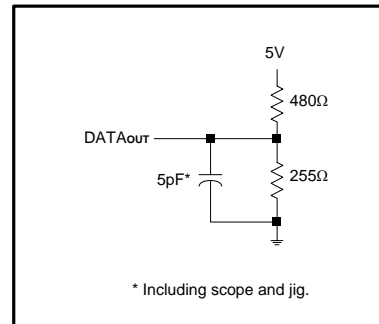 5V
480Ω
DATAOUT
5pF*
255Ω
* Including scope and jig.